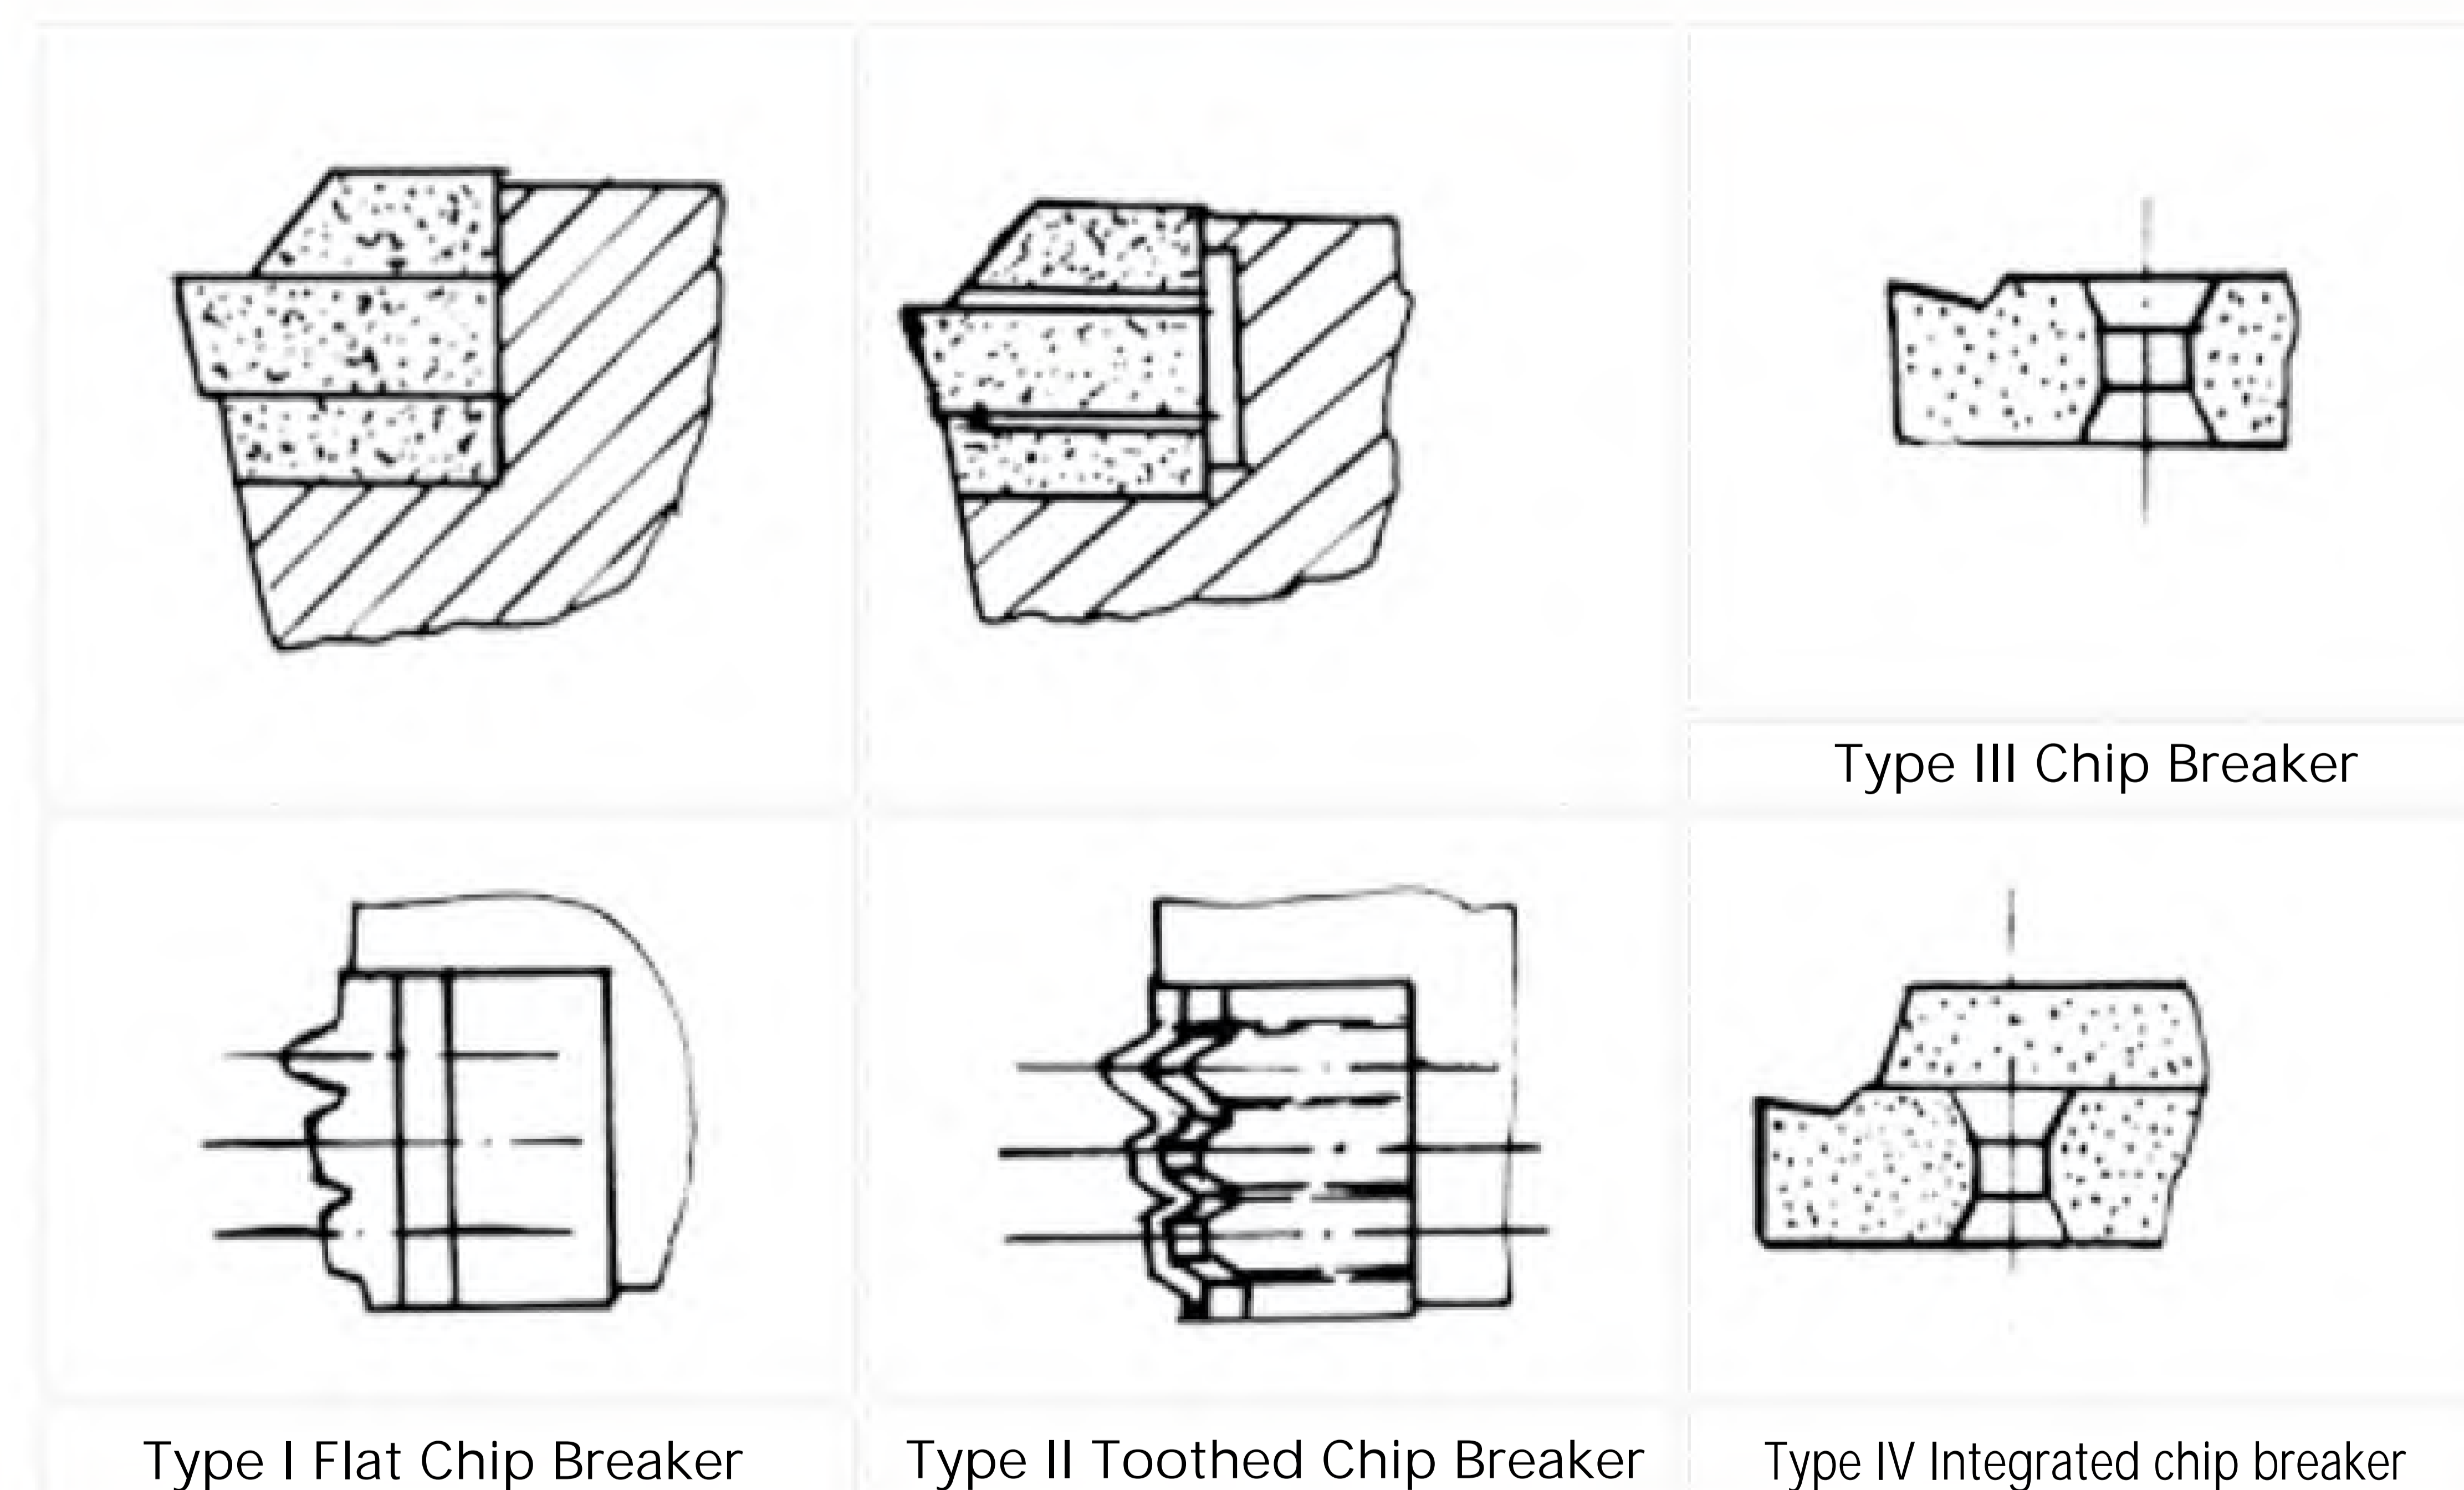 Type III Chip Breaker
Type I Flat Chip Breaker
Type II Toothed Chip Breaker
Type IV Integrated chip breaker